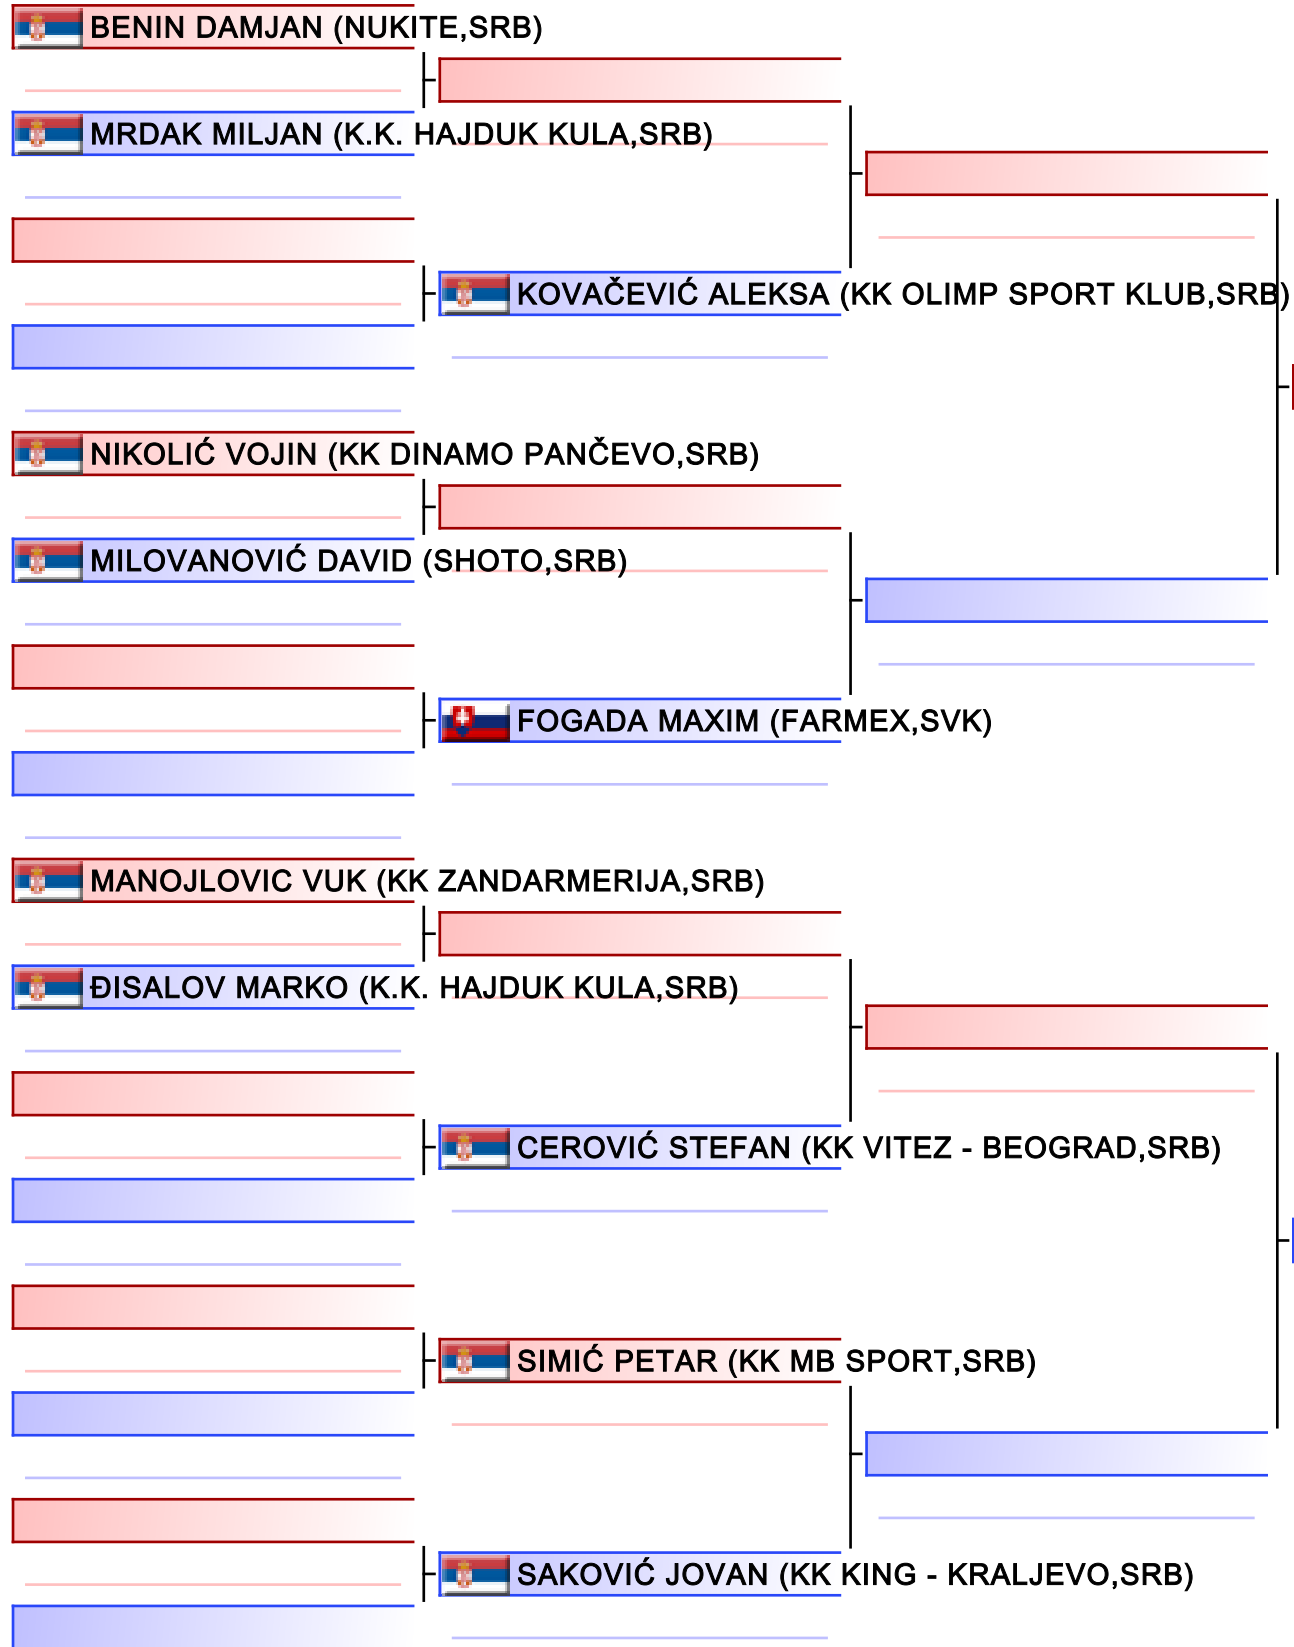 BENIN DAMJAN (NUKITE,SRB)
MRDAK MILJAN (K.K. HAJDUK KULA,SRB)
KOVAČEVIĆ ALEKSA (KK OLIMP SPORT KLUB,SRB)
NIKOLIĆ VOJIN (KK DINAMO PANČEVO,SRB)
MILOVANOVIĆ DAVID (SHOTO,SRB)
FOGADA MAXIM (FARMEX,SVK)
MANOJLOVIC VUK (KK ZANDARMERIJA,SRB)
ĐISALOV MARKO (K.K. HAJDUK KULA,SRB)
CEROVIĆ STEFAN (KK VITEZ - BEOGRAD,SRB)
SIMIĆ PETAR (KK MB SPORT,SRB)
SAKOVIĆ JOVAN (KK KING - KRALJEVO,SRB)